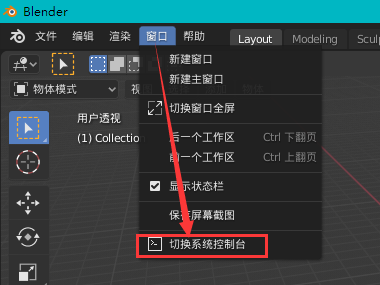 Blender
文件 编辑 渲染 窗口 帮助 Layout Modeling S
新建窗口
新建主窗口
物体模式
切换窗口全屏
用户透视
(1) Collection
后一个工作区 Ctrl 下翻页
前一个工作区 Ctrl 上翻页
显示状态栏
保存屏幕截图
切换系统控制台